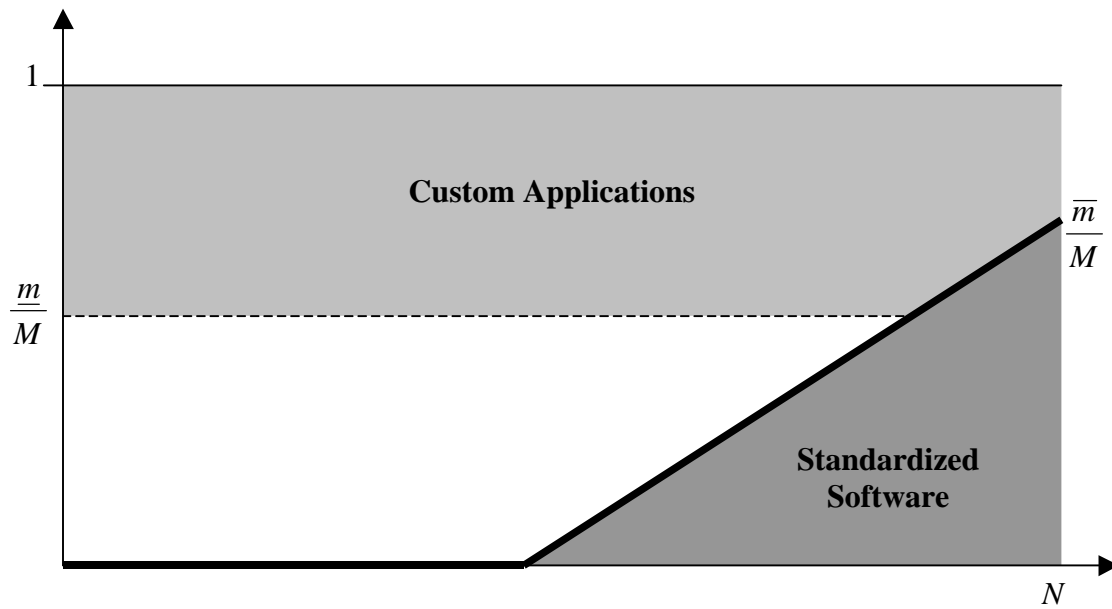 1
Custom Applications
m̅
M
m̲
M
Standardized
Software
N